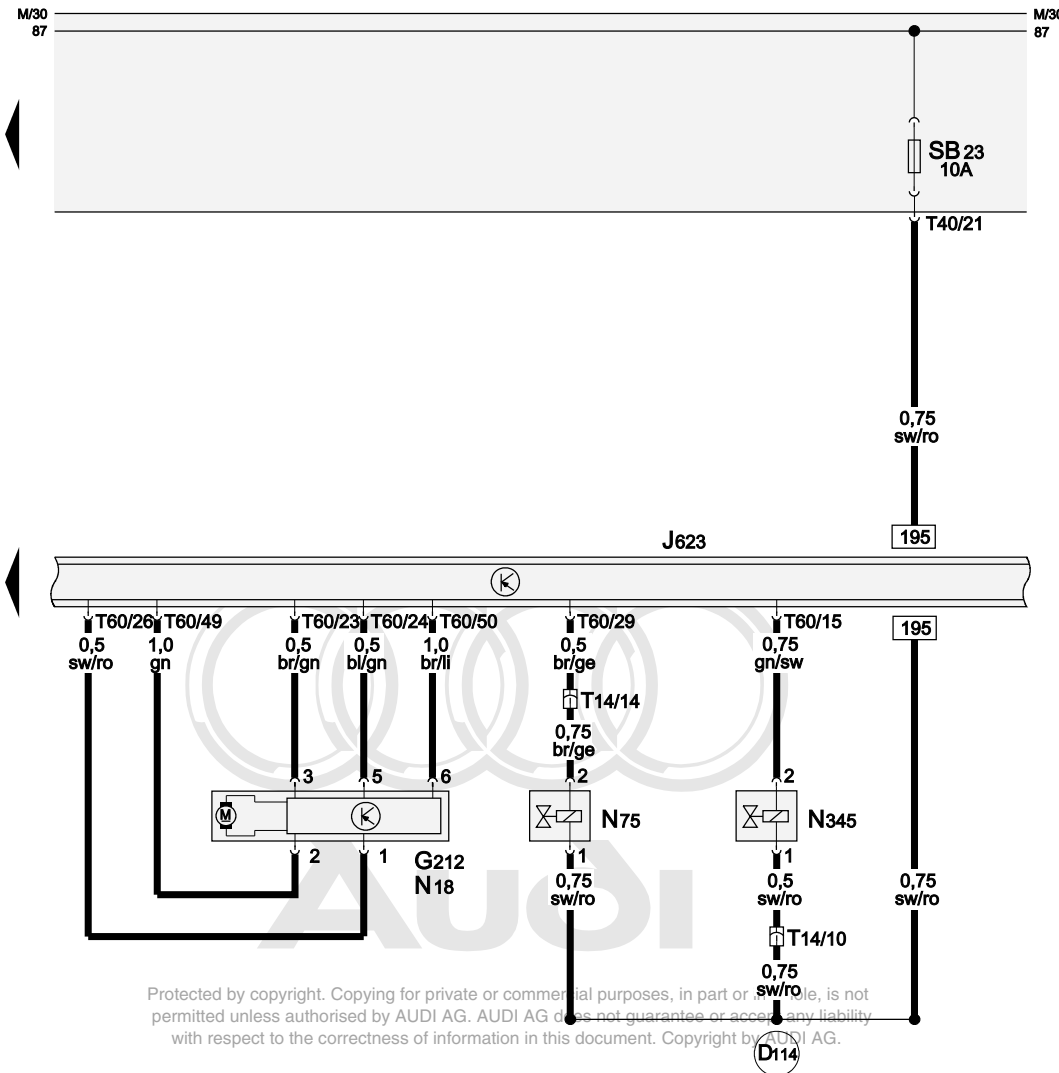 M/30 M/30
87 87
SB 23
10A
T40/21
0,75
sw/ro
195
J623
T60/26 T60/49 T60/23 T60/24 T60/50 T60/29 T60/15 195
0,5 1,0 0,5 0,5 1,0 0,5 0,75
sw/ro gn br/gn bl/gn br/li br/ge gn/sw
T14/14
0,75
br/ge
3 5 6 2 2
M N75 N345
2 1 1 1
G212
N18
0,75 0,5 0,75
sw/ro sw/ro sw/ro
T14/10
0,75
sw/ro
Audi
Protected by copyright. Copying for private or commercial purposes, in part or in whole, is not
permitted unless authorised by AUDI AG. AUDI AG does not guarantee or accept any liability
with respect to the correctness of information in this document. Copyright by AUDI AG.
D114